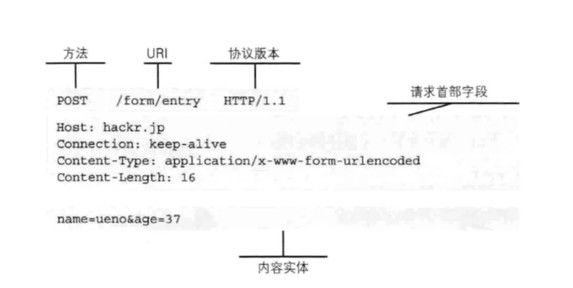 方法 URI 协议版本
请求首部字段
POST /form/entry HTTP/1.1
Host: hackr.jp
Connection: keep-alive
Content-Type: application/x-www-form-urlencoded
Content-Length: 16
name=ueno&age=37
内容实体